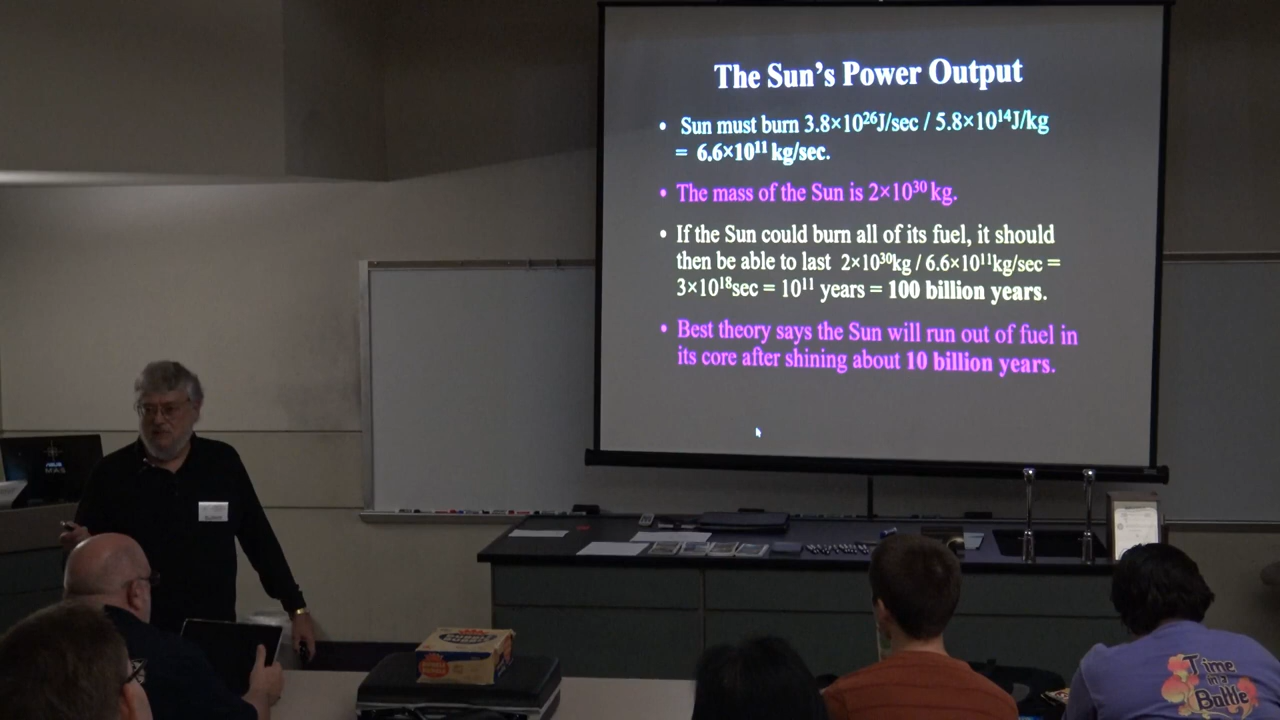 The Sun's Power Output
• Sun must burn 3.8×10²⁶J/sec / 5.8×10¹⁴J/kg
= 6.6×10¹¹ kg/sec.
• The mass of the Sun is 2×10³⁰ kg.
• If the Sun could burn all of its fuel, it should
then be able to last 2×10³⁰kg / 6.6×10¹¹kg/sec =
3×10¹⁸sec = 10¹¹ years = 100 billion years.
• Best theory says the Sun will run out of fuel in
its core after shining about 10 billion years.
Time
in a
Bottle